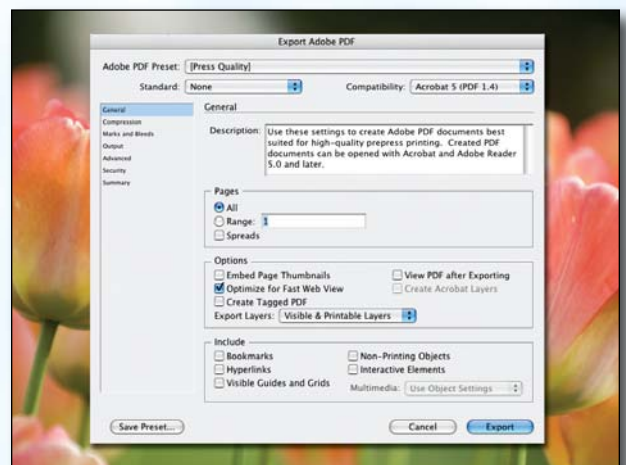 Export Adobe PDF
Adobe PDF Preset: [Press Quality]
Standard: None Compatibility: Acrobat 5 (PDF 1.4)
General
Compression
Marks and Bleeds
Output
Advanced
Security
Summary
General
Description: Use these settings to create Adobe PDF documents best
suited for high-quality prepress printing. Created PDF
documents can be opened with Acrobat and Adobe Reader
5.0 and later.
Pages
All
Range: 1
Spreads
Options
Embed Page Thumbnails View PDF after Exporting
Optimize for Fast Web View Create Acrobat Layers
Create Tagged PDF
Export Layers: Visible & Printable Layers
Include
Bookmarks Non-Printing Objects
Hyperlinks Interactive Elements
Visible Guides and Grids Multimedia: Use Object Settings
Save Preset... Cancel Export